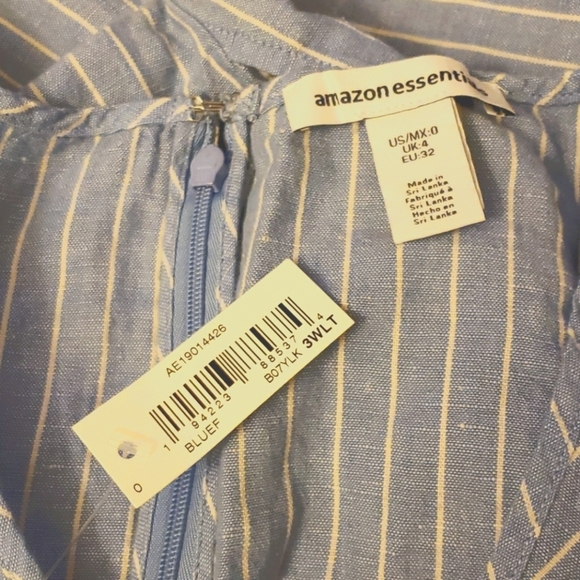 amazon essentials
US/MX:0
UK:4
EU:32
Made in
Sri Lanka
Fabriqué à
Sri Lanka
Hecho en
Sri Lanka
AE19014426
1 94223 88537 4
B07YLK 3WLT
BLUEF
0